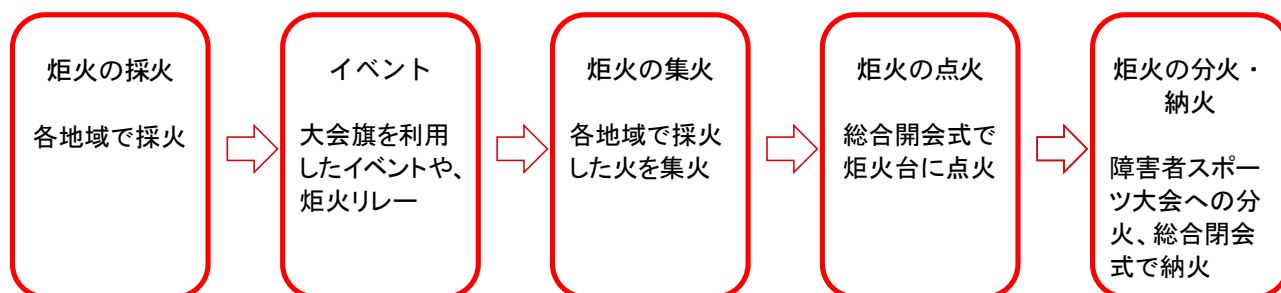 炬火の採火
各地域で採火
イベント
大会旗を利用
したイベントや、
炬火リレー
炬火の集火
各地域で採火
した火を集火
炬火の点火
総合開会式で
炬火台に点火
炬火の分火・
納火
障害者スポー
ツ大会への分
火、総合閉会
式で納火